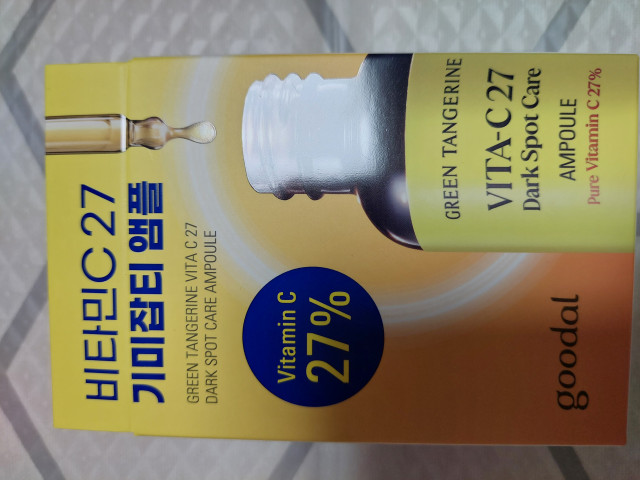 비타민C 27
기미잡티 앰플
GREEN TANGERINE VITA C 27
DARK SPOT CARE AMPOULE
Vitamin C
27%
GREEN TANGERINE
VITA-C 27
Dark Spot Care
AMPOULE
Pure Vitamin C 27%
goodal